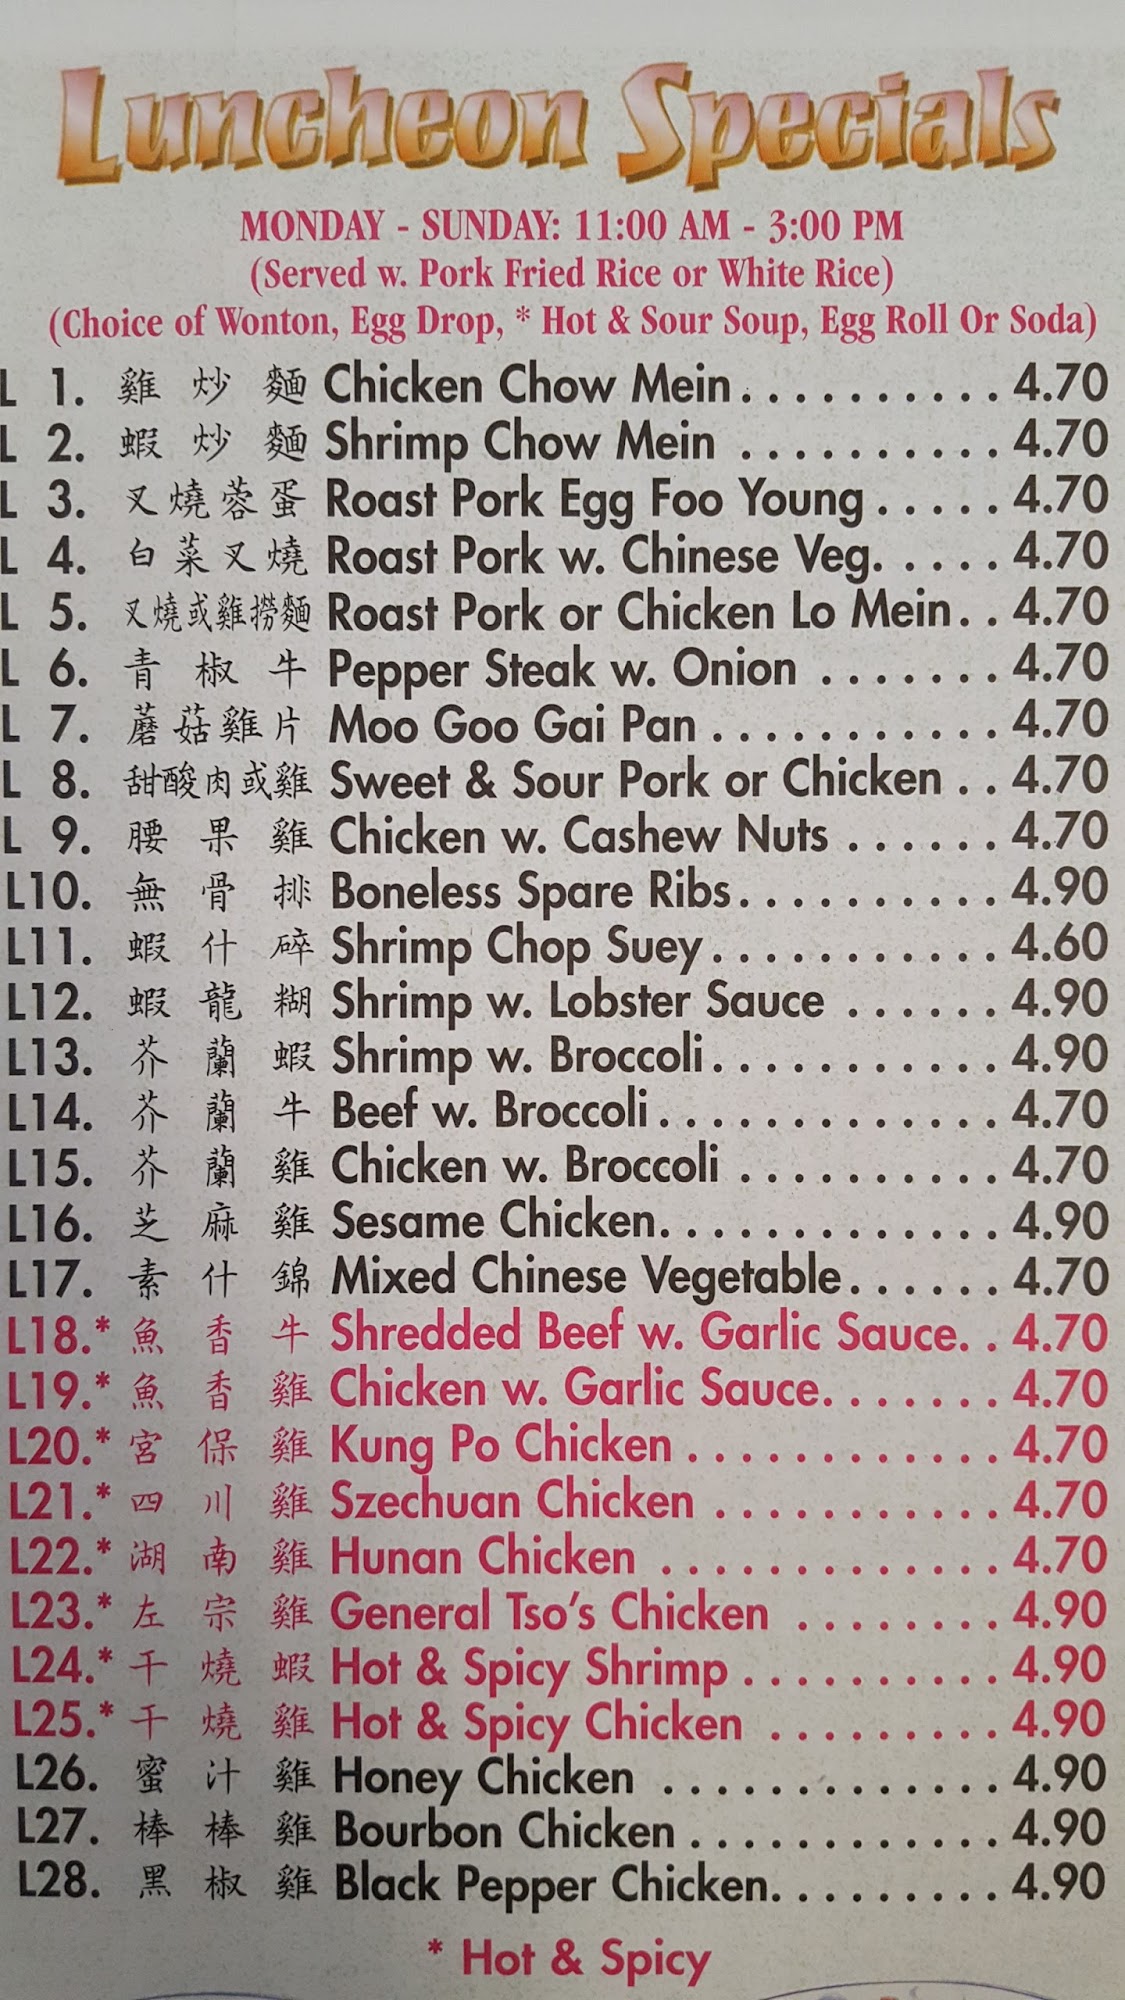 Luncheon Specials
MONDAY - SUNDAY: 11:00 AM - 3:00 PM
(Served w. Pork Fried Rice or White Rice)
(Choice of Wonton, Egg Drop, * Hot & Sour Soup, Egg Roll Or Soda)
L 1. 雞炒麵 Chicken Chow Mein.......... 4.70
L 2. 蝦炒麵 Shrimp Chow Mein .......... 4.70
L 3. 叉燒蓉蛋 Roast Pork Egg Foo Young ..... 4.70
L 4. 白菜叉燒 Roast Pork w. Chinese Veg. .... 4.70
L 5. 叉燒或雞撈麵 Roast Pork or Chicken Lo Mein. . 4.70
L 6. 青椒牛 Pepper Steak w. Onion ....... 4.70
L 7. 蘑菇雞片 Moo Goo Gai Pan ........... 4.70
L 8. 甜酸肉或雞 Sweet & Sour Pork or Chicken . . 4.70
L 9. 腰果雞 Chicken w. Cashew Nuts ...... 4.70
L10. 無骨排 Boneless Spare Ribs.......... 4.90
L11. 蝦什碎 Shrimp Chop Suey........... 4.60
L12. 蝦龍糊 Shrimp w. Lobster Sauce ...... 4.90
L13. 芥蘭蝦 Shrimp w. Broccoli........... 4.90
L14. 芥蘭牛 Beef w. Broccoli............. 4.70
L15. 芥蘭雞 Chicken w. Broccoli .......... 4.70
L16. 芝麻雞 Sesame Chicken............. 4.90
L17. 素什錦 Mixed Chinese Vegetable...... 4.70
L18.* 魚香牛 Shredded Beef w. Garlic Sauce. . 4.70
L19.* 魚香雞 Chicken w. Garlic Sauce....... 4.70
L20.* 宮保雞 Kung Po Chicken ............ 4.70
L21.* 四川雞 Szechuan Chicken ........... 4.70
L22.* 湖南雞 Hunan Chicken ............. 4.70
L23.* 左宗雞 General Tso's Chicken ........ 4.90
L24.* 干燒蝦 Hot & Spicy Shrimp .......... 4.90
L25.* 干燒雞 Hot & Spicy Chicken ......... 4.90
L26. 蜜汁雞 Honey Chicken ............. 4.90
L27. 棒棒雞 Bourbon Chicken ............ 4.90
L28. 黑椒雞 Black Pepper Chicken......... 4.90
* Hot & Spicy